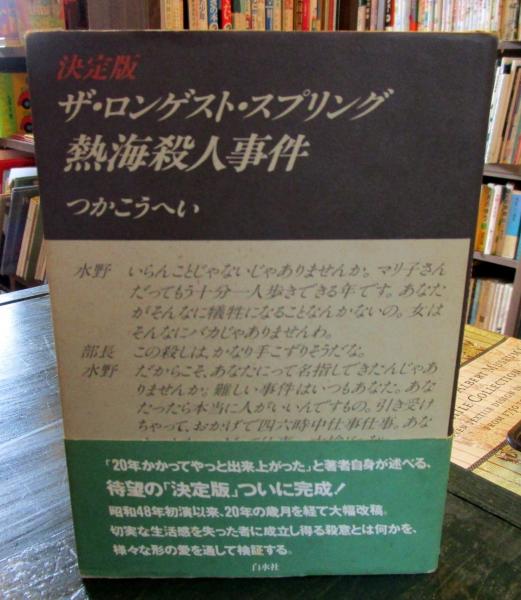 決定版
ザ・ロンゲスト・スプリング
熱海殺人事件
つかこうへい
水野 いらんことじゃないじゃありませんか。マリ子さん
だってもう十分一人歩きできる年です。あなた
がそんなに犠牲になることなんかないの。女は
そんなにバカじゃありませんわ。
部長 この殺しは、かなり手こずりそうだな。
水野 だからこそ、あなたにって名指してきたんじゃあ
りませんか。難しい事件はいつもあなた。あな
たったら本当に人がいいんですもの。引き受け
ちゃって、おかげで四六時中仕事仕事。あな
「20年かかってやっと出来上がった」と著者自身が述べる、
待望の「決定版」ついに完成!
昭和48年初演以来、20年の歳月を経て大幅改稿。
切実な生活感を失った者に成立し得る殺意とは何かを、
様々な形の愛を通して検証する。
白水社